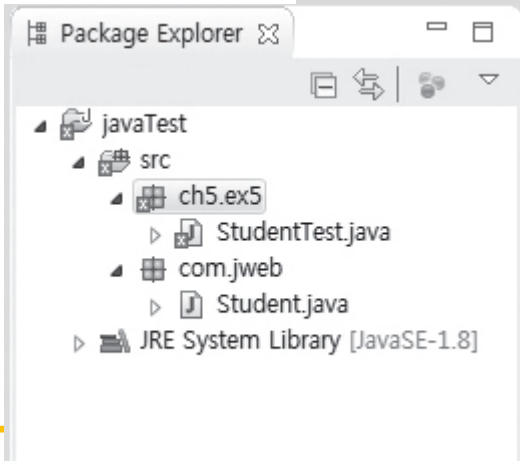 Package Explorer
javaTest
src
ch5.ex5
StudentTest.java
com.jweb
Student.java
JRE System Library [JavaSE-1.8]